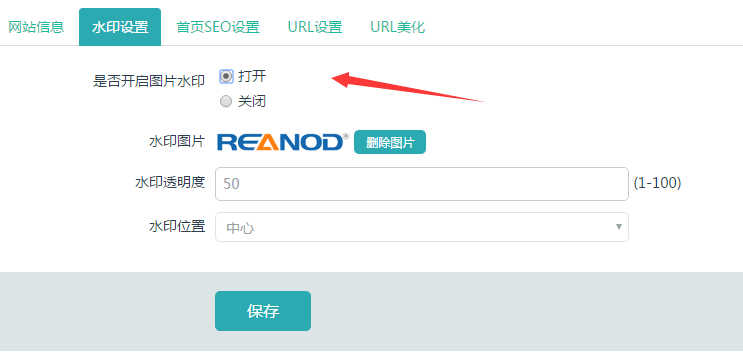 网站信息 水印设置 首页SEO设置 URL设置 URL美化
是否开启图片水印 打开
关闭
水印图片 REANOD® 删除图片
水印透明度 50 (1-100)
水印位置 中心
保存